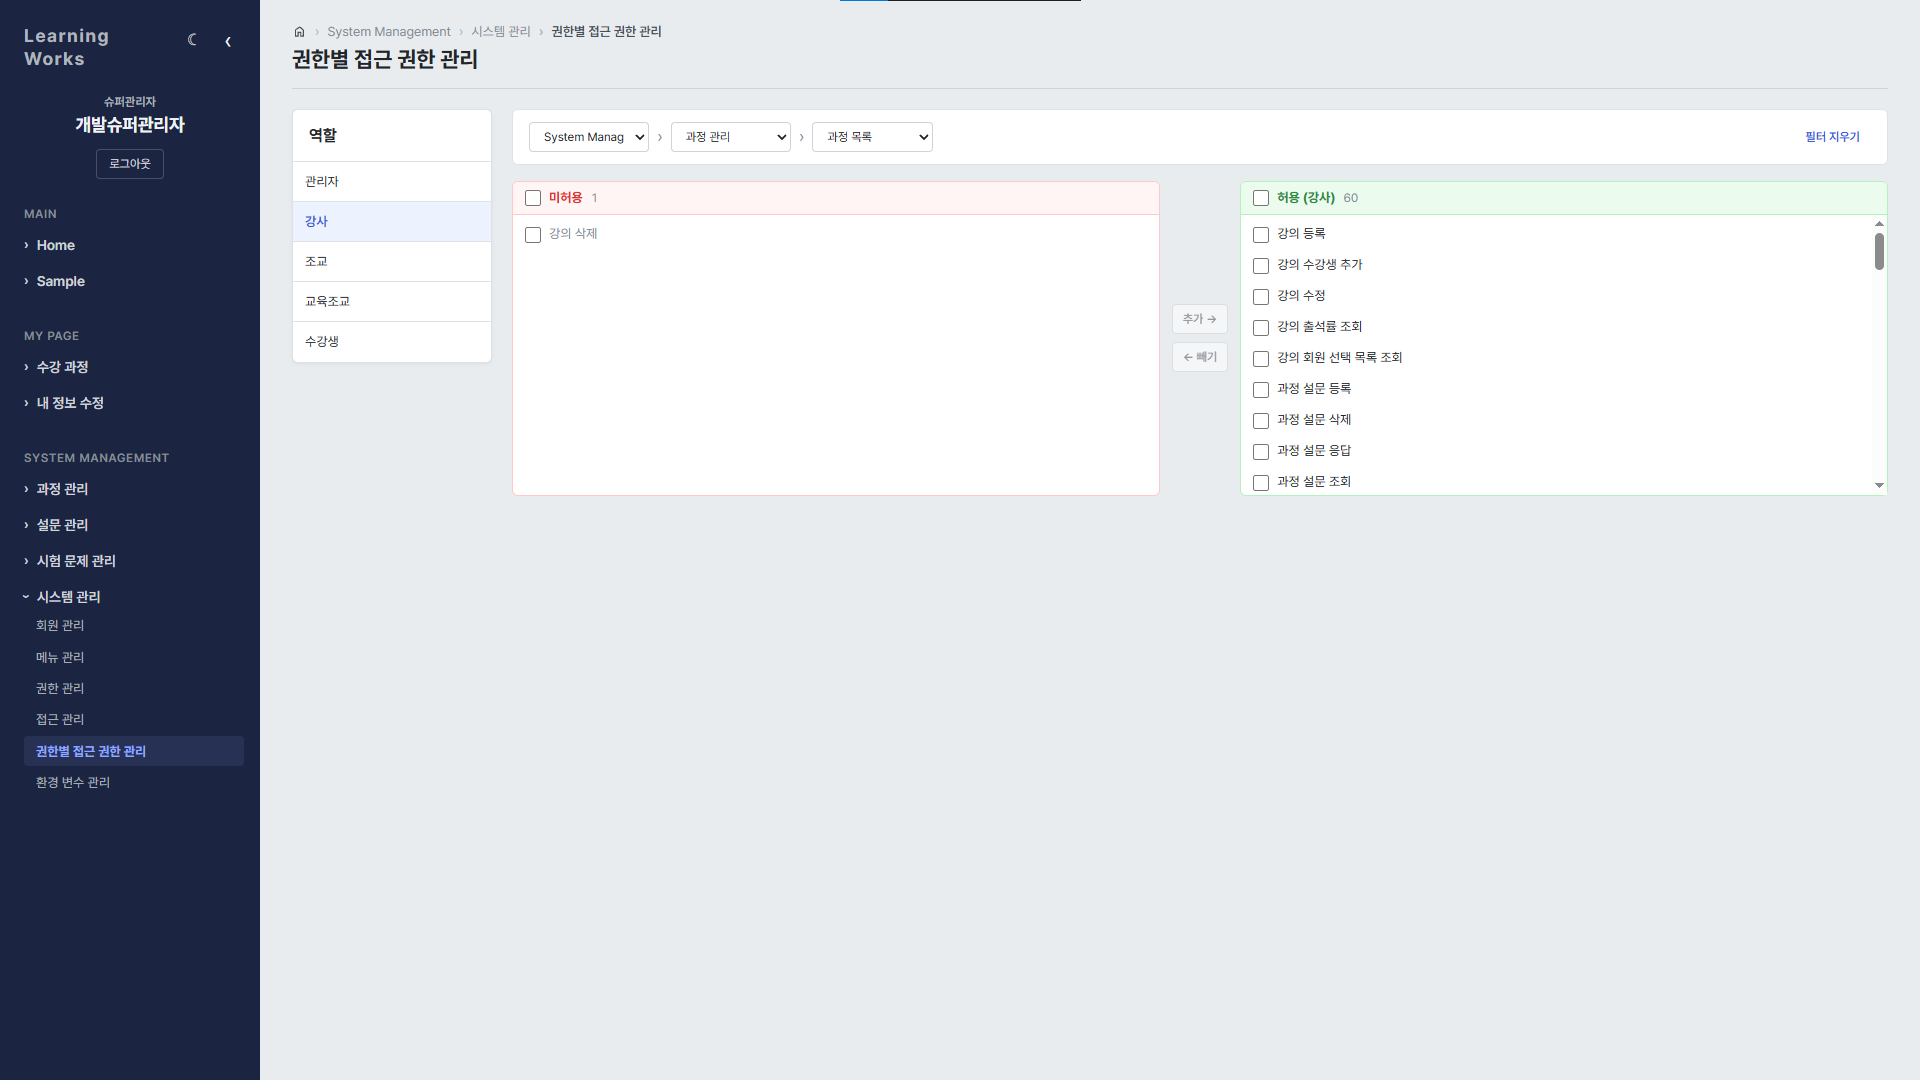 Learning
Works
슈퍼관리자
개발슈퍼관리자
로그아웃
MAIN
› Home
› Sample
MY PAGE
› 수강 과정
› 내 정보 수정
SYSTEM MANAGEMENT
› 과정 관리
› 설문 관리
› 시험 문제 관리
시스템 관리
회원 관리
메뉴 관리
권한 관리
접근 관리
권한별 접근 권한 관리
환경 변수 관리
› System Management › 시스템 관리 › 권한별 접근 권한 관리
권한별 접근 권한 관리
역할
관리자
강사
조교
교육조교
수강생
System Manag › 과정 관리 › 과정 목록 필터 지우기
미허용 1
강의 삭제
추가 →
← 빼기
허용 (강사) 60
강의 등록
강의 수강생 추가
강의 수정
강의 출석률 조회
강의 회원 선택 목록 조회
과정 설문 등록
과정 설문 삭제
과정 설문 응답
과정 설문 조회